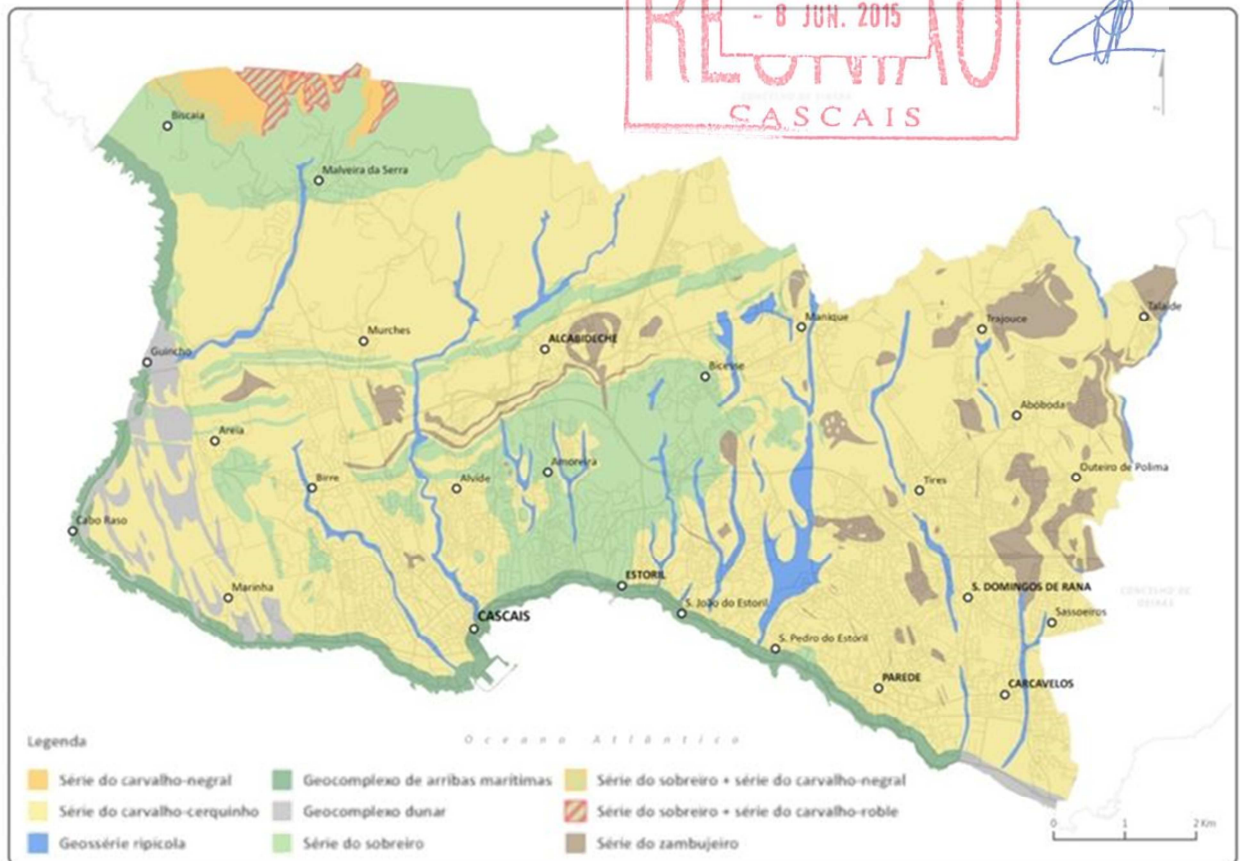 REUNIÃO
- 8 JUN. 2015
CASCAIS
Biscaia
Malveira da Serra
Murches
ALCABIDECHE
Manique
Trajouce
Talaíde
Guincho
Bicesse
Abóboda
Areia
Amoreira
Birre
Alvide
Tires
Outeiro de Polima
Cabo Raso
Marinha
ESTORIL
S. DOMINGOS DE RANA
CONCELHO DE
OEIRAS
CASCAIS
S. João do Estoril
Sassoeiros
S. Pedro do Estoril
PAREDE
CARCAVELOS
Oceano Atlântico
Legenda
Série do carvalho-negral
Série do carvalho-cerquinho
Geossérie ripícola
Geocomplexo de arribas marítimas
Geocomplexo dunar
Série do sobreiro
Série do sobreiro + série do carvalho-negral
Série do sobreiro + série do carvalho-roble
Série do zambujeiro
0 1 2 Km